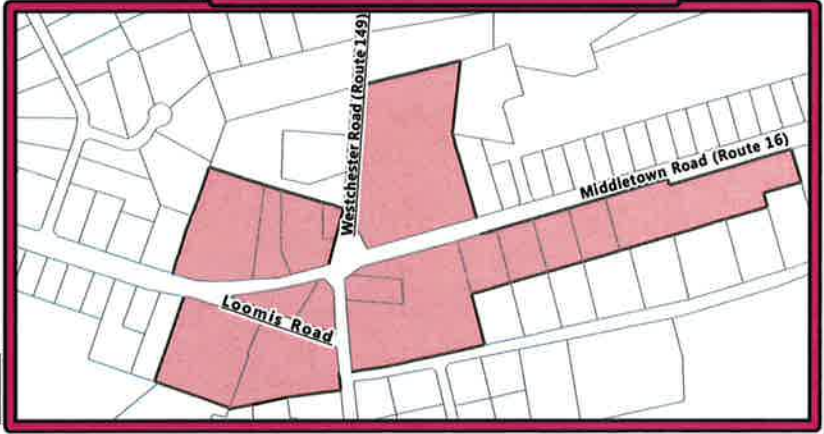 Westchester Road (Route 149)
Middletown Road (Route 16)
Loomis Road